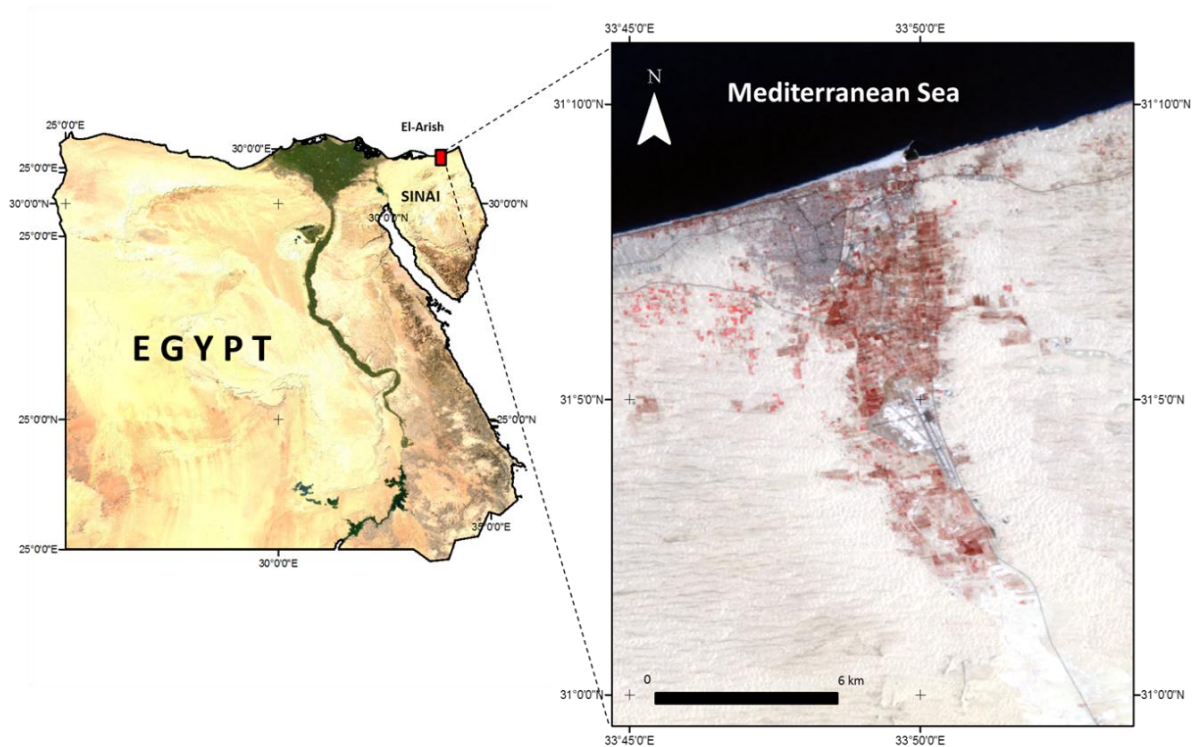 33°45'0"E
33°50'0"E
N
Mediterranean Sea
31°10'0"N
31°10'0"N
25°0'0"E
El-Arish
30°0'0"E
25°0'0"E
SINAI
30°0'0"N
30°0'0"N
30°0'0"N
25°0'0"E
EGYPT
31°5'0"N
31°5'0"N
25°0'0"N
25°0'0"N
35°0'0"E
25°0'0"E
30°0'0"E
0
6 km
31°0'0"N
31°0'0"N
33°45'0"E
33°50'0"E